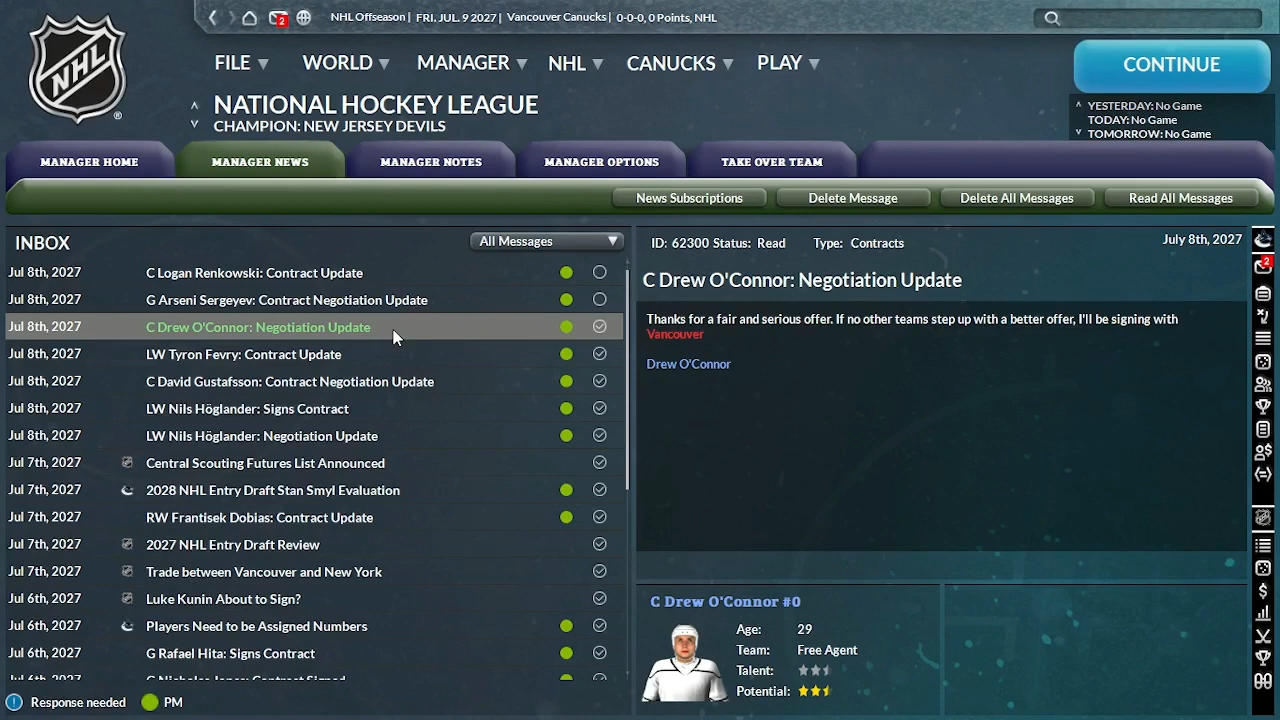 NHL Offseason | FRI. JUL. 9 2027 | Vancouver Canucks | 0-0-0, 0 Points, NHL
2
NHL
FILE WORLD MANAGER NHL CANUCKS PLAY
CONTINUE
NATIONAL HOCKEY LEAGUE
CHAMPION: NEW JERSEY DEVILS
YESTERDAY: No Game
TODAY: No Game
TOMORROW: No Game
MANAGER HOME MANAGER NEWS MANAGER NOTES MANAGER OPTIONS TAKE OVER TEAM
News Subscriptions Delete Message Delete All Messages Read All Messages
INBOX All Messages
Jul 8th, 2027 C Logan Renkowski: Contract Update
Jul 8th, 2027 G Arseni Sergeyev: Contract Negotiation Update
Jul 8th, 2027 C Drew O'Connor: Negotiation Update
Jul 8th, 2027 LW Tyron Fevry: Contract Update
Jul 8th, 2027 C David Gustafsson: Contract Negotiation Update
Jul 8th, 2027 LW Nils Höglander: Signs Contract
Jul 8th, 2027 LW Nils Höglander: Negotiation Update
Jul 7th, 2027 Central Scouting Futures List Announced
Jul 7th, 2027 2028 NHL Entry Draft Stan Smyl Evaluation
Jul 7th, 2027 RW Frantisek Dobias: Contract Update
Jul 7th, 2027 2027 NHL Entry Draft Review
Jul 7th, 2027 Trade between Vancouver and New York
Jul 6th, 2027 Luke Kunin About to Sign?
Jul 6th, 2027 Players Need to be Assigned Numbers
Jul 6th, 2027 G Rafael Hita: Signs Contract
Response needed PM
ID: 62300 Status: Read Type: Contracts July 8th, 2027
C Drew O'Connor: Negotiation Update
Thanks for a fair and serious offer. If no other teams step up with a better offer, I'll be signing with
Vancouver
Drew O'Connor
C Drew O'Connor #0
Age: 29
Team: Free Agent
Talent:
Potential:
2